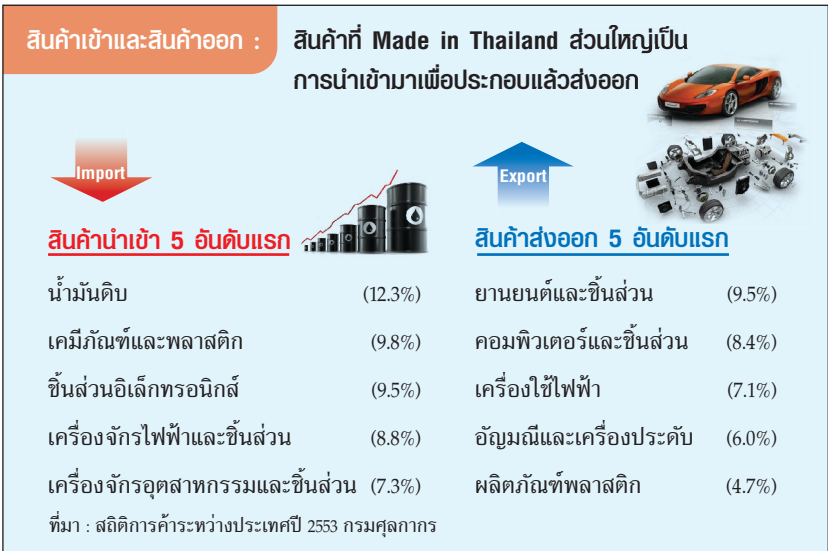 สินค้าเข้าและสินค้าออก :
สินค้าที่ Made in Thailand ส่วนใหญ่เป็น
การนำเข้ามาเพื่อประกอบแล้วส่งออก
Import
สินค้านำเข้า 5 อันดับแรก
น้ำมันดิบ (12.3%)
เคมีภัณฑ์และพลาสติก (9.8%)
ชิ้นส่วนอิเล็กทรอนิกส์ (9.5%)
เครื่องจักรไฟฟ้าและชิ้นส่วน (8.8%)
เครื่องจักรอุตสาหกรรมและชิ้นส่วน (7.3%)
Export
สินค้าส่งออก 5 อันดับแรก
ยานยนต์และชิ้นส่วน (9.5%)
คอมพิวเตอร์และชิ้นส่วน (8.4%)
เครื่องใช้ไฟฟ้า (7.1%)
อัญมณีและเครื่องประดับ (6.0%)
ผลิตภัณฑ์พลาสติก (4.7%)
ที่มา : สถิติการค้าระหว่างประเทศปี 2553 กรมศุลกากร